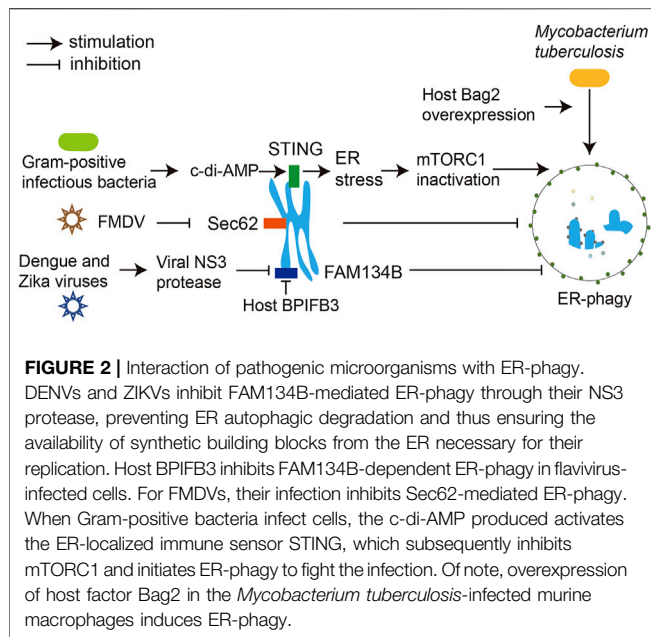 stimulation
inhibition
Mycobacterium
tuberculosis
Host Bag2
overexpression
Gram-positive
infectious bacteria
c-di-AMP
STING
ER
stress
mTORC1
inactivation
FMDV
Sec62
Dengue and
Zika viruses
Viral NS3
protease
FAM134B
Host BPIFB3
ER-phagy
FIGURE 2 | Interaction of pathogenic microorganisms with ER-phagy.
DENVs and ZIKVs inhibit FAM134B-mediated ER-phagy through their NS3
protease, preventing ER autophagic degradation and thus ensuring the
availability of synthetic building blocks from the ER necessary for their
replication. Host BPIFB3 inhibits FAM134B-dependent ER-phagy in flavivirus-
infected cells. For FMDVs, their infection inhibits Sec62-mediated ER-phagy.
When Gram-positive bacteria infect cells, the c-di-AMP produced activates
the ER-localized immune sensor STING, which subsequently inhibits
mTORC1 and initiates ER-phagy to fight the infection. Of note, overexpression
of host factor Bag2 in the Mycobacterium tuberculosis-infected murine
macrophages induces ER-phagy.